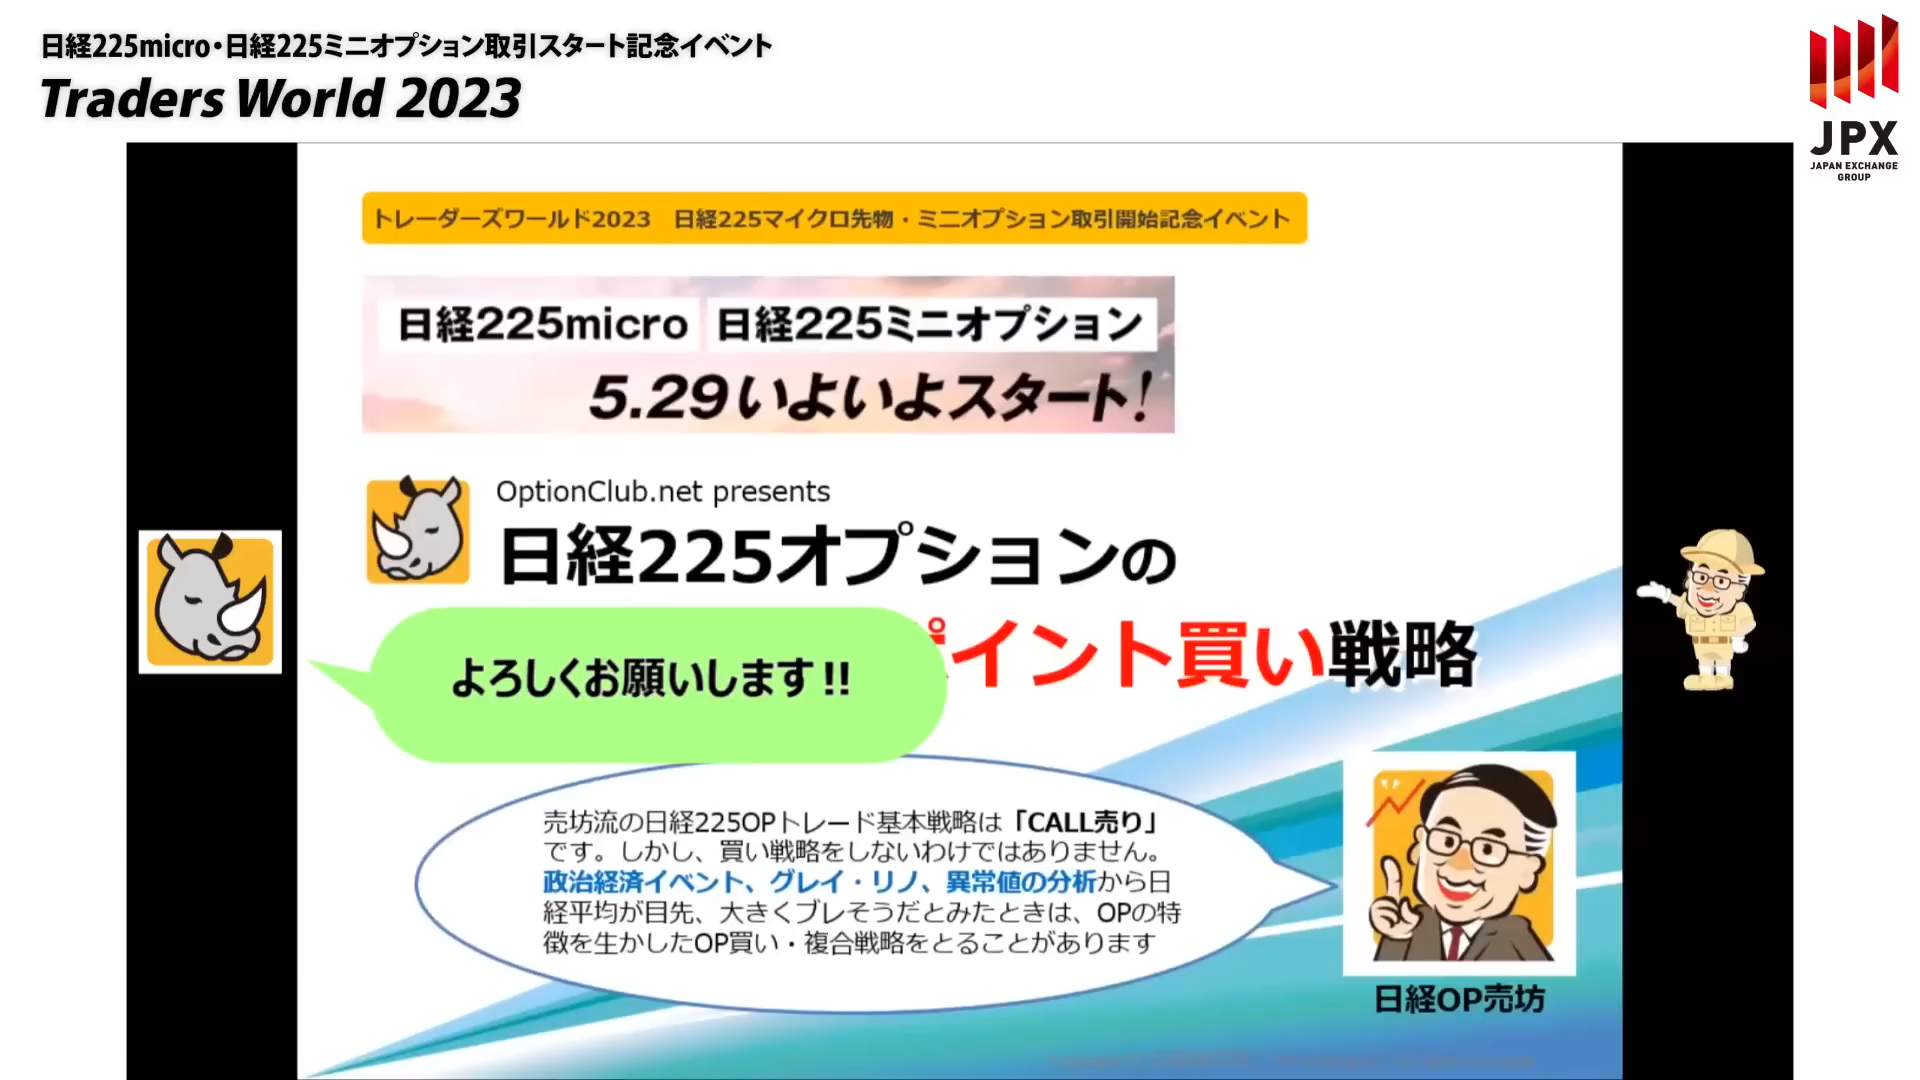 日経225micro・日経225ミニオプション取引スタート記念イベント
Traders World 2023
JPX
JAPAN EXCHANGE
GROUP
トレーダーズワールド2023　日経225マイクロ先物・ミニオプション取引開始記念イベント
日経225micro 日経225ミニオプション
5.29いよいよスタート!
OptionClub.net presents
日経225オプションの
ポイント買い戦略
よろしくお願いします!!
売坊流の日経225OPトレード基本戦略は「CALL売り」
です。しかし、買い戦略をしないわけではありません。
政治経済イベント、グレイ・リノ、異常値の分析から日
経平均が目先、大きくブレそうだとみたときは、OPの特
徴を生かしたOP買い・複合戦略をとることがあります
日経OP売坊